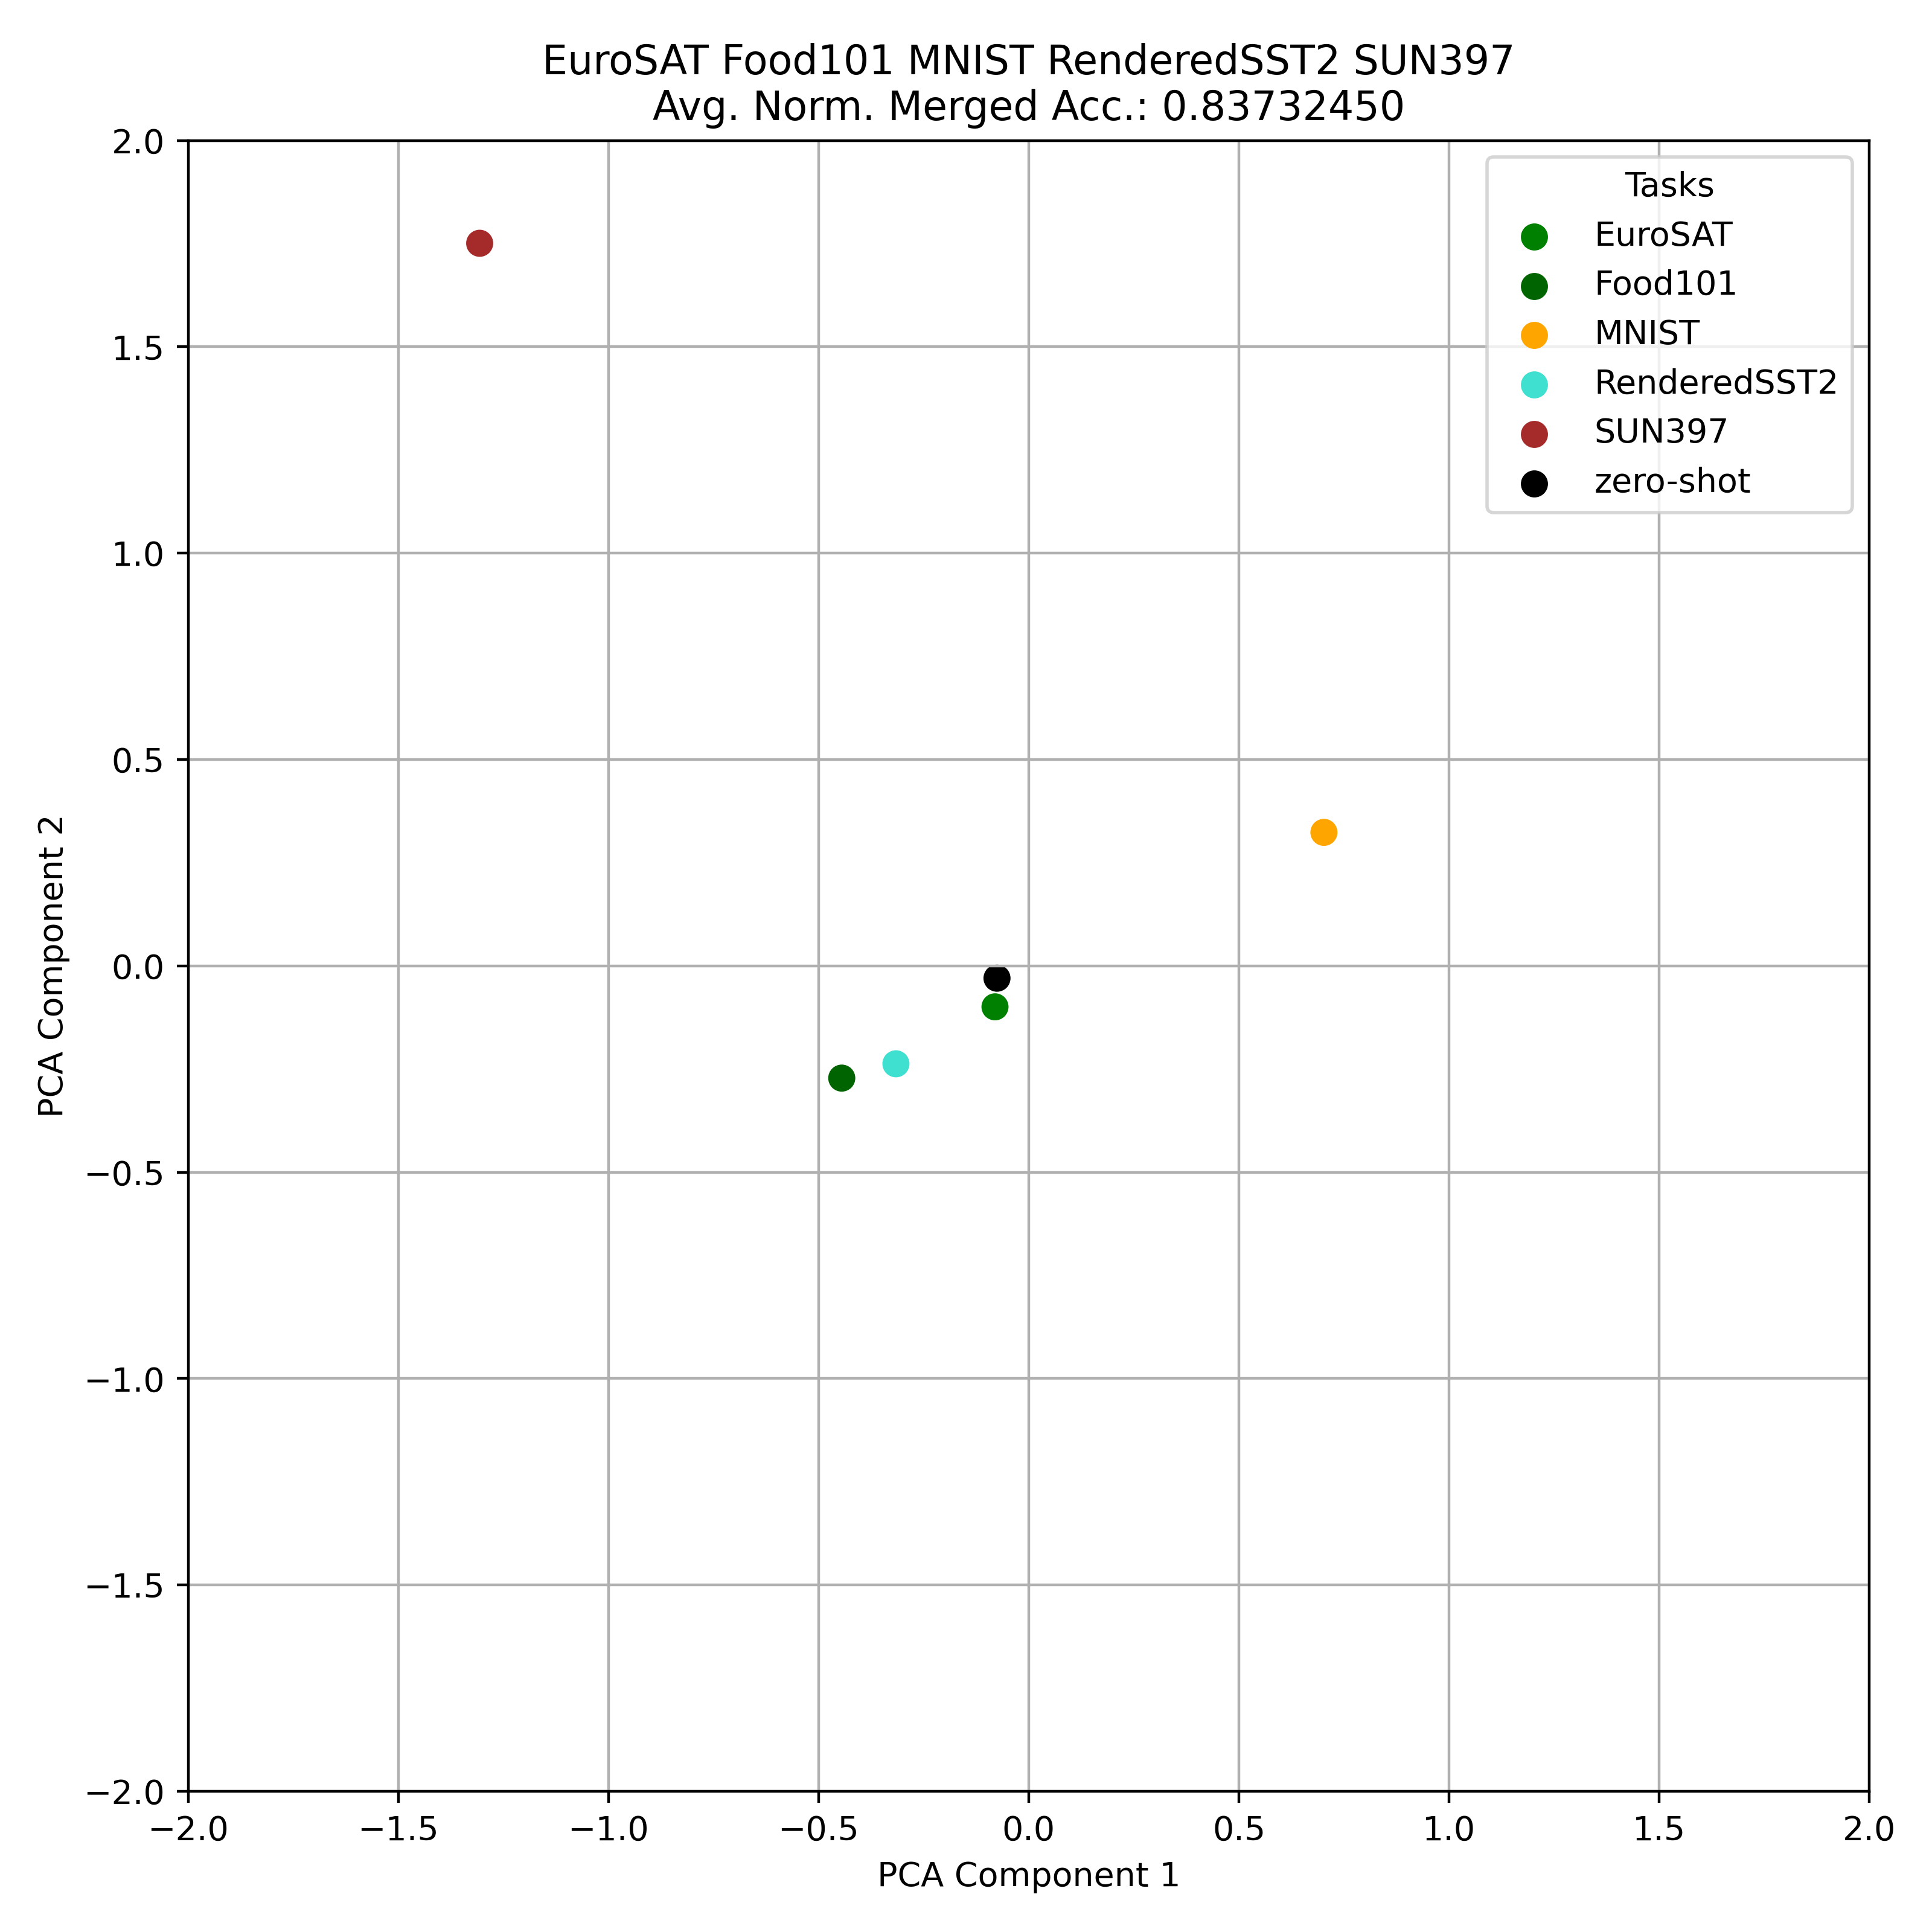 EuroSAT Food101 MNIST RenderedSST2 SUN397
Avg. Norm. Merged Acc.: 0.83732450
Tasks
EuroSAT
Food101
MNIST
RenderedSST2
SUN397
zero-shot
PCA Component 2
2.0
1.5
1.0
0.5
0.0
−0.5
−1.0
−1.5
−2.0
−2.0 −1.5 −1.0 −0.5 0.0 0.5 1.0 1.5 2.0
PCA Component 1